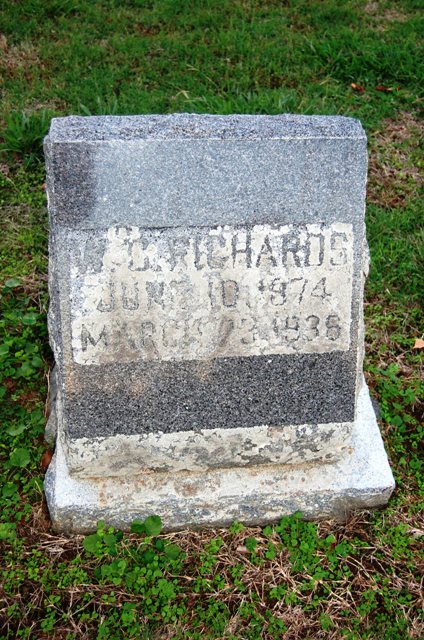 W. C. RICHARDS
JUNE 10, 1874
MARCH 23, 1936